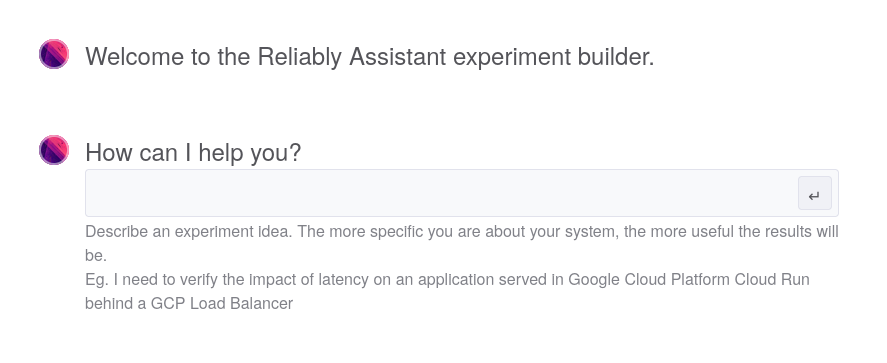 Welcome to the Reliably Assistant experiment builder.
How can I help you?
↵
Describe an experiment idea. The more specific you are about your system, the more useful the results will
be.
Eg. I need to verify the impact of latency on an application served in Google Cloud Platform Cloud Run
behind a GCP Load Balancer